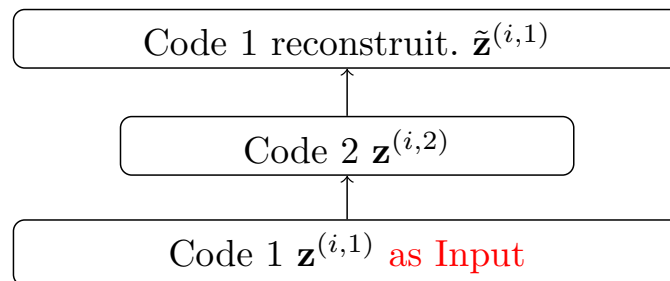 Code 1 reconstruit. z̃^(i,1)
Code 2 z^(i,2)
Code 1 z^(i,1) as Input